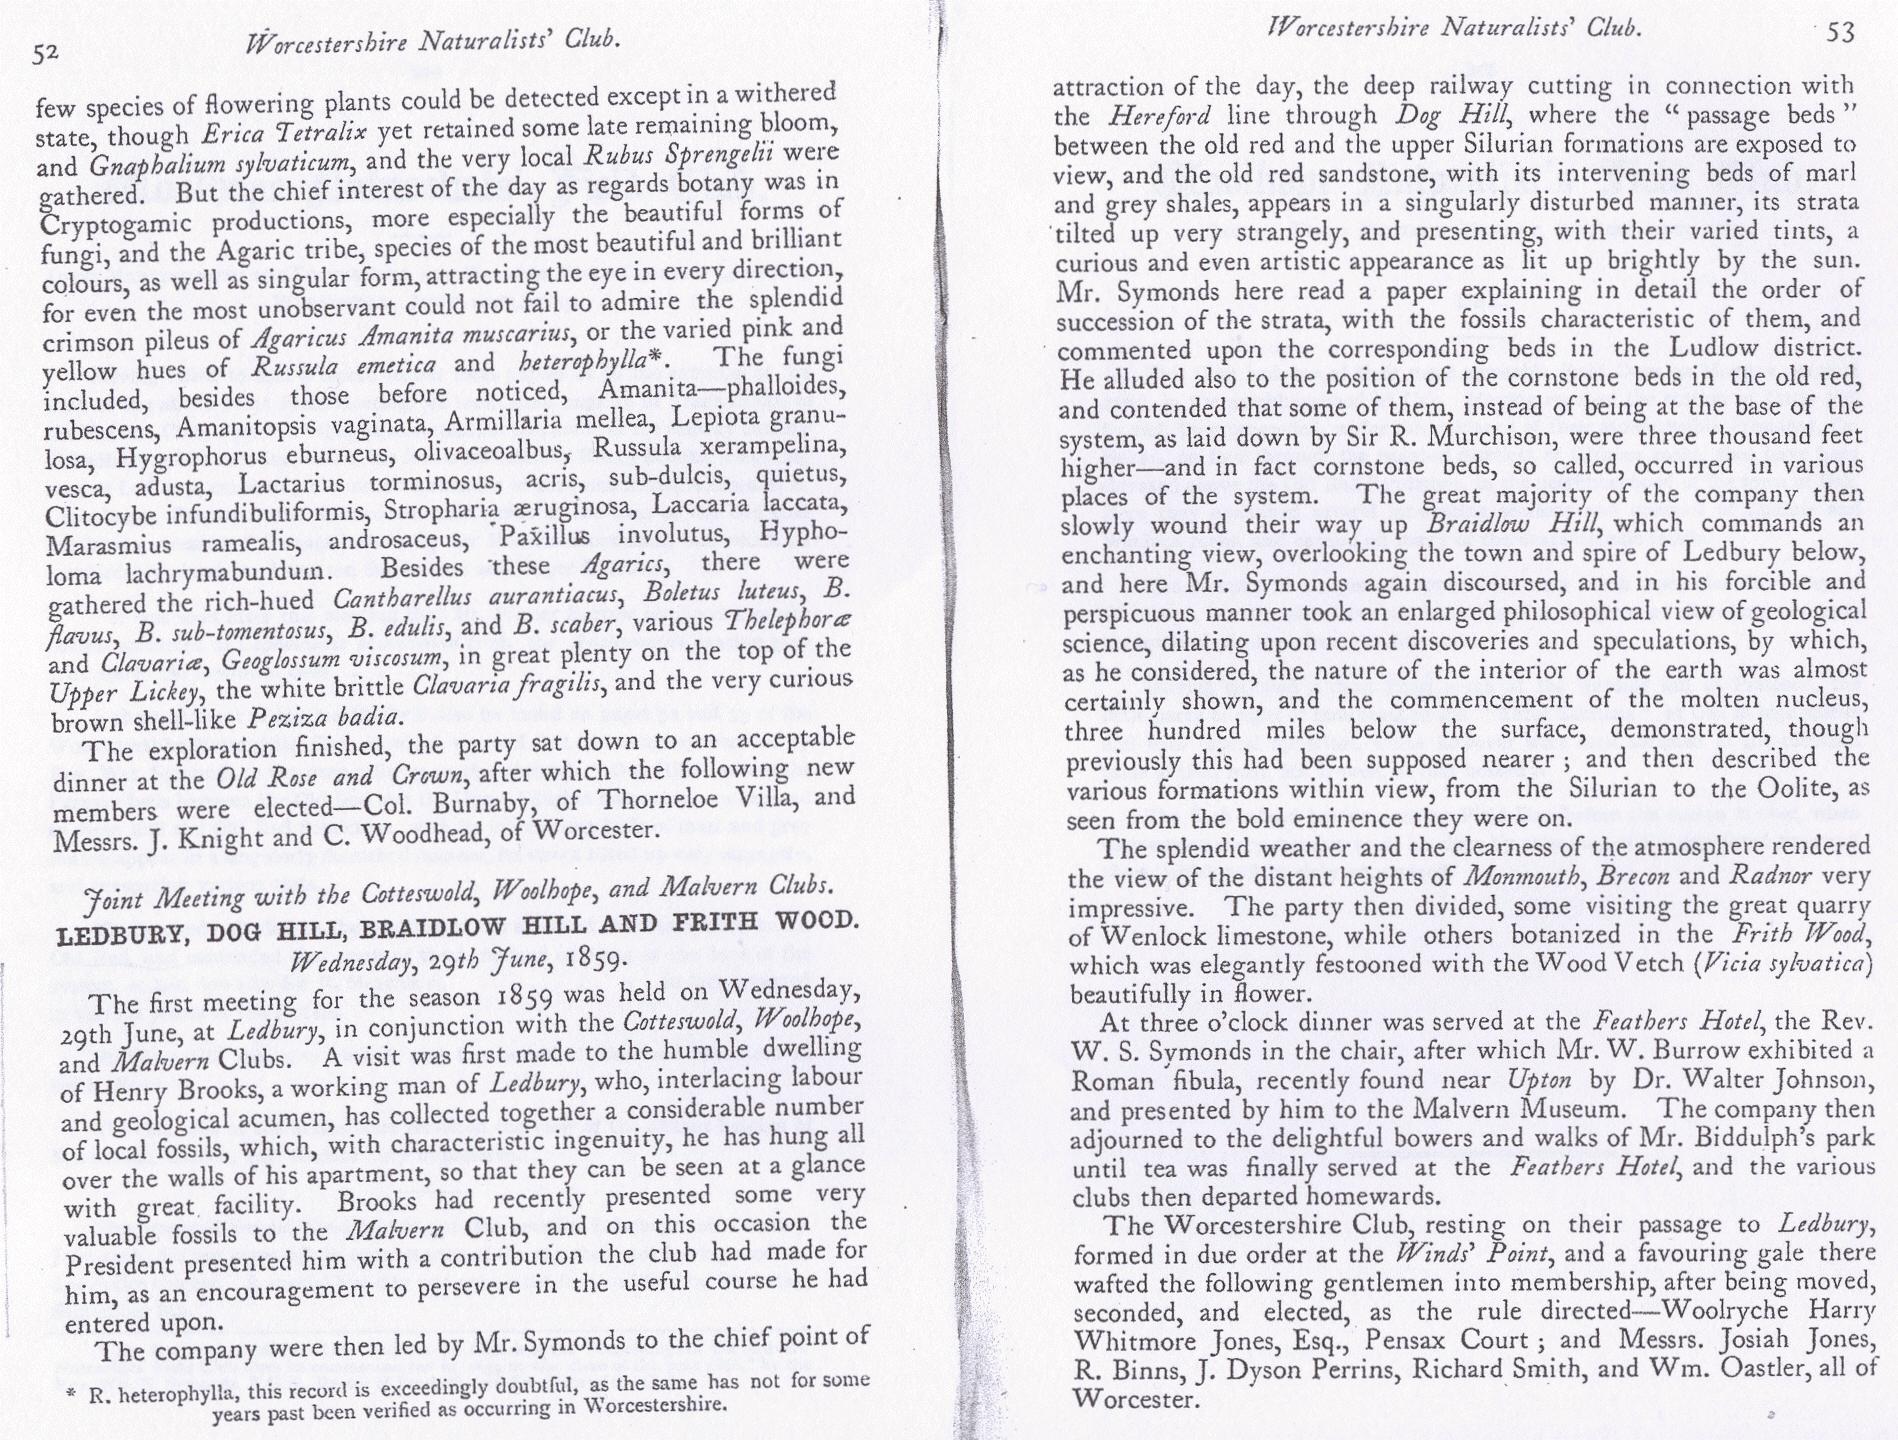 52
Worcestershire Naturalists' Club.
few species of flowering plants could be detected except in a withered
state, though Erica Tetralix yet retained some late remaining bloom,
and Gnaphalium sylvaticum, and the very local Rubus Sprengelii were
gathered. But the chief interest of the day as regards botany was in
Cryptogamic productions, more especially the beautiful forms of
fungi, and the Agaric tribe, species of the most beautiful and brilliant
colours, as well as singular form, attracting the eye in every direction,
for even the most unobservant could not fail to admire the splendid
crimson pileus of Agaricus Amanita muscarius, or the varied pink and
yellow hues of Russula emetica and heterophylla*. The fungi
included, besides those before noticed, Amanita—phalloides,
rubescens, Amanitopsis vaginata, Armillaria mellea, Lepiota granu-
losa, Hygrophorus eburneus, olivaceoalbus, Russula xerampelina,
vesca, adusta, Lactarius torminosus, acris, sub-dulcis, quietus,
Clitocybe infundibuliformis, Stropharia æruginosa, Laccaria laccata,
Marasmius ramealis, androsaceus, Paxillus involutus, Hypho-
loma lachrymabundum. Besides these Agarics, there were
gathered the rich-hued Cantharellus aurantiacus, Boletus luteus, B.
flavus, B. sub-tomentosus, B. edulis, and B. scaber, various Thelephoræ
and Clavariæ, Geoglossum viscosum, in great plenty on the top of the
Upper Lickey, the white brittle Clavaria fragilis, and the very curious
brown shell-like Peziza badia.
The exploration finished, the party sat down to an acceptable
dinner at the Old Rose and Crown, after which the following new
members were elected—Col. Burnaby, of Thorneloe Villa, and
Messrs. J. Knight and C. Woodhead, of Worcester.
Joint Meeting with the Cotteswold, Woolhope, and Malvern Clubs.
LEDBURY, DOG HILL, BRAIDLOW HILL AND FRITH WOOD.
Wednesday, 29th June, 1859.
The first meeting for the season 1859 was held on Wednesday,
29th June, at Ledbury, in conjunction with the Cotteswold, Woolhope,
and Malvern Clubs. A visit was first made to the humble dwelling
of Henry Brooks, a working man of Ledbury, who, interlacing labour
and geological acumen, has collected together a considerable number
of local fossils, which, with characteristic ingenuity, he has hung all
over the walls of his apartment, so that they can be seen at a glance
with great facility. Brooks had recently presented some very
valuable fossils to the Malvern Club, and on this occasion the
President presented him with a contribution the club had made for
him, as an encouragement to persevere in the useful course he had
entered upon.
The company were then led by Mr. Symonds to the chief point of
* R. heterophylla, this record is exceedingly doubtful, as the same has not for some
years past been verified as occurring in Worcestershire.
Worcestershire Naturalists' Club.
53
attraction of the day, the deep railway cutting in connection with
the Hereford line through Dog Hill, where the "passage beds"
between the old red and the upper Silurian formations are exposed to
view, and the old red sandstone, with its intervening beds of marl
and grey shales, appears in a singularly disturbed manner, its strata
tilted up very strangely, and presenting, with their varied tints, a
curious and even artistic appearance as lit up brightly by the sun.
Mr. Symonds here read a paper explaining in detail the order of
succession of the strata, with the fossils characteristic of them, and
commented upon the corresponding beds in the Ludlow district.
He alluded also to the position of the cornstone beds in the old red,
and contended that some of them, instead of being at the base of the
system, as laid down by Sir R. Murchison, were three thousand feet
higher—and in fact cornstone beds, so called, occurred in various
places of the system. The great majority of the company then
slowly wound their way up Braidlow Hill, which commands an
enchanting view, overlooking the town and spire of Ledbury below,
and here Mr. Symonds again discoursed, and in his forcible and
perspicuous manner took an enlarged philosophical view of geological
science, dilating upon recent discoveries and speculations, by which,
as he considered, the nature of the interior of the earth was almost
certainly shown, and the commencement of the molten nucleus,
three hundred miles below the surface, demonstrated, though
previously this had been supposed nearer ; and then described the
various formations within view, from the Silurian to the Oolite, as
seen from the bold eminence they were on.
The splendid weather and the clearness of the atmosphere rendered
the view of the distant heights of Monmouth, Brecon and Radnor very
impressive. The party then divided, some visiting the great quarry
of Wenlock limestone, while others botanized in the Frith Wood,
which was elegantly festooned with the Wood Vetch (Vicia sylvatica)
beautifully in flower.
At three o'clock dinner was served at the Feathers Hotel, the Rev.
W. S. Symonds in the chair, after which Mr. W. Burrow exhibited a
Roman fibula, recently found near Upton by Dr. Walter Johnson,
and presented by him to the Malvern Museum. The company then
adjourned to the delightful bowers and walks of Mr. Biddulph's park
until tea was finally served at the Feathers Hotel, and the various
clubs then departed homewards.
The Worcestershire Club, resting on their passage to Ledbury,
formed in due order at the Winds' Point, and a favouring gale there
wafted the following gentlemen into membership, after being moved,
seconded, and elected, as the rule directed—Woolryche Harry
Whitmore Jones, Esq., Pensax Court ; and Messrs. Josiah Jones,
R. Binns, J. Dyson Perrins, Richard Smith, and Wm. Oastler, all of
Worcester.